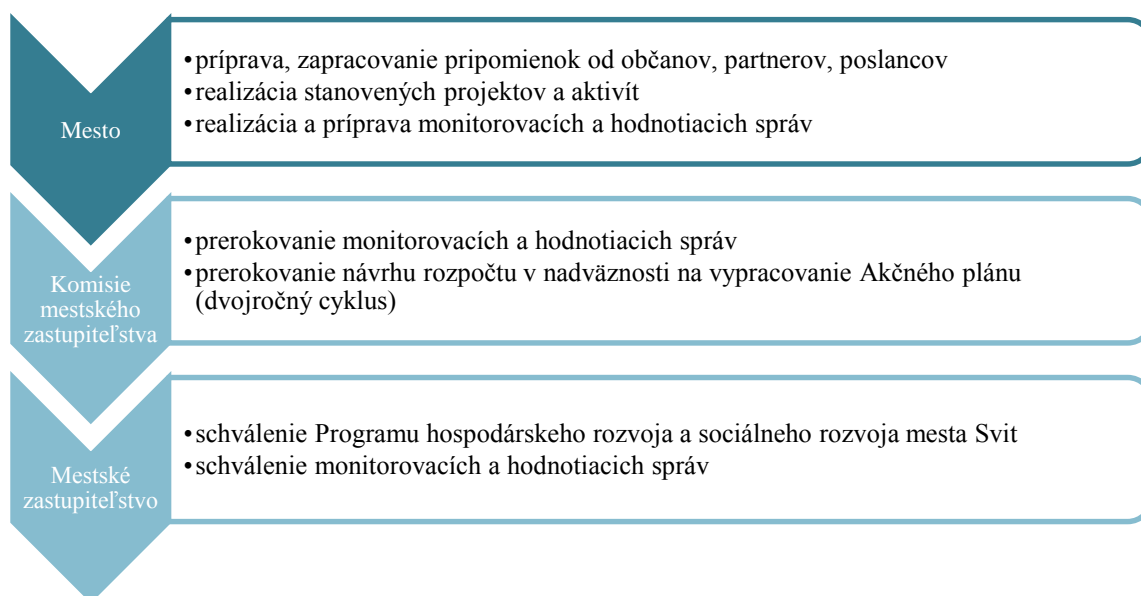 Mesto
•príprava, zapracovanie pripomienok od občanov, partnerov, poslancov
•realizácia stanovených projektov a aktivít
•realizácia a príprava monitorovacích a hodnotiacich správ
Komisie
mestského
zastupiteľstva
•prerokovanie monitorovacích a hodnotiacich správ
•prerokovanie návrhu rozpočtu v nadväznosti na vypracovanie Akčného plánu
(dvojročný cyklus)
Mestské
zastupiteľstvo
•schválenie Programu hospodárskeho rozvoja a sociálneho rozvoja mesta Svit
•schválenie monitorovacích a hodnotiacich správ